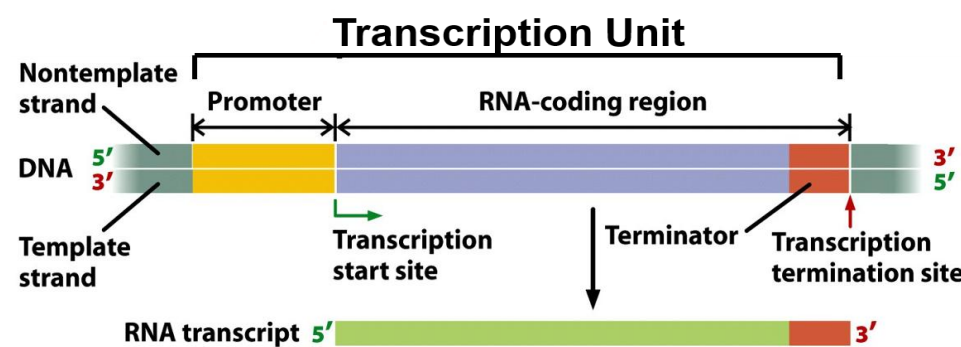 Transcription Unit
Nontemplate
strand
Promoter
RNA-coding region
DNA
5′
3′
3′
5′
Template
strand
Transcription
start site
Terminator
Transcription
termination site
RNA transcript 5′
3′